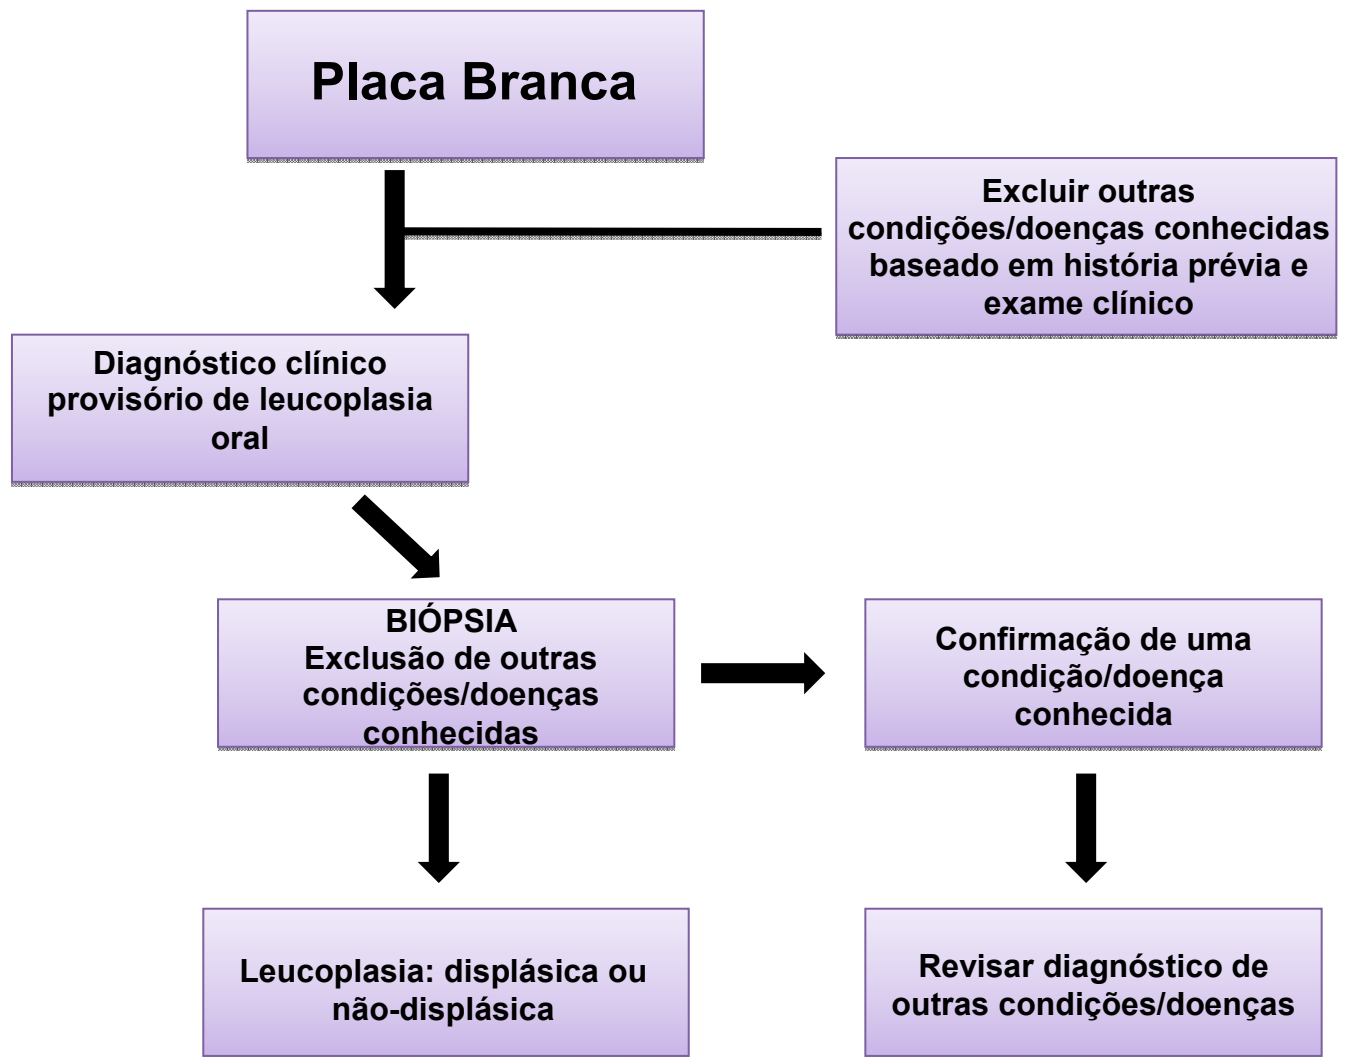 Placa Branca
Excluir outras
condições/doenças conhecidas
baseado em história prévia e
exame clínico
Diagnóstico clínico
provisório de leucoplasia
oral
BIÓPSIA
Exclusão de outras
condições/doenças
conhecidas
Confirmação de uma
condição/doença
conhecida
Leucoplasia: displásica ou
não-displásica
Revisar diagnóstico de
outras condições/doenças